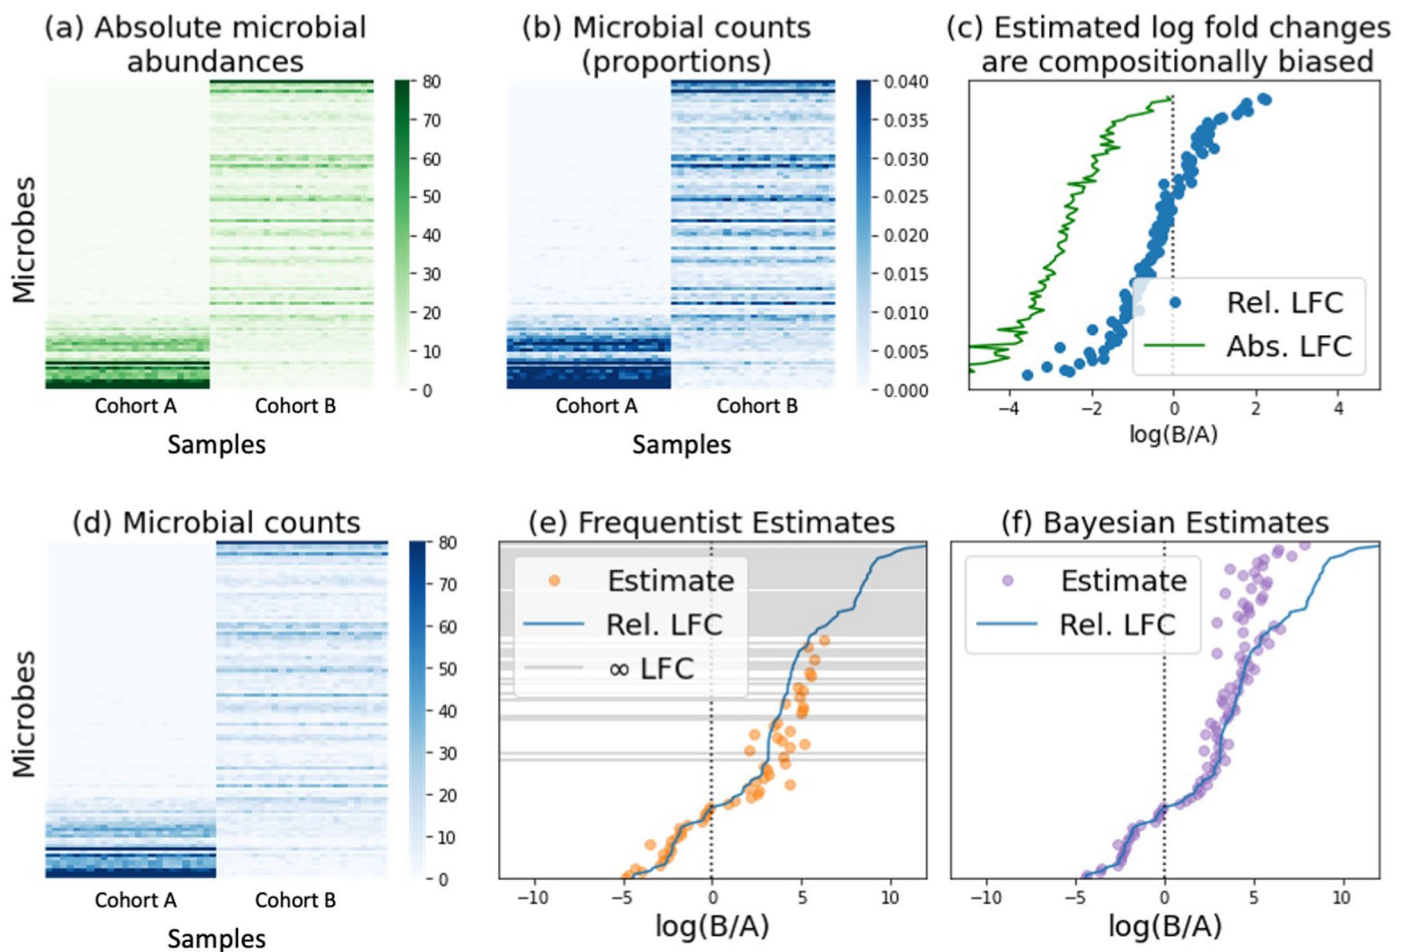 (a) Absolute microbial
abundances
(b) Microbial counts
(proportions)
(c) Estimated log fold changes
are compositionally biased
Microbes
80
70
60
50
40
30
20
10
0
Cohort A
Cohort B
Samples
0.040
0.035
0.030
0.025
0.020
0.015
0.010
0.005
0.000
Cohort A
Cohort B
Samples
Rel. LFC
Abs. LFC
−4
−2
0
2
4
log(B/A)
(d) Microbial counts
(e) Frequentist Estimates
(f) Bayesian Estimates
Microbes
80
70
60
50
40
30
20
10
0
Cohort A
Cohort B
Samples
Estimate
Rel. LFC
∞ LFC
−10
−5
0
5
10
log(B/A)
Estimate
Rel. LFC
−10
−5
0
5
10
log(B/A)